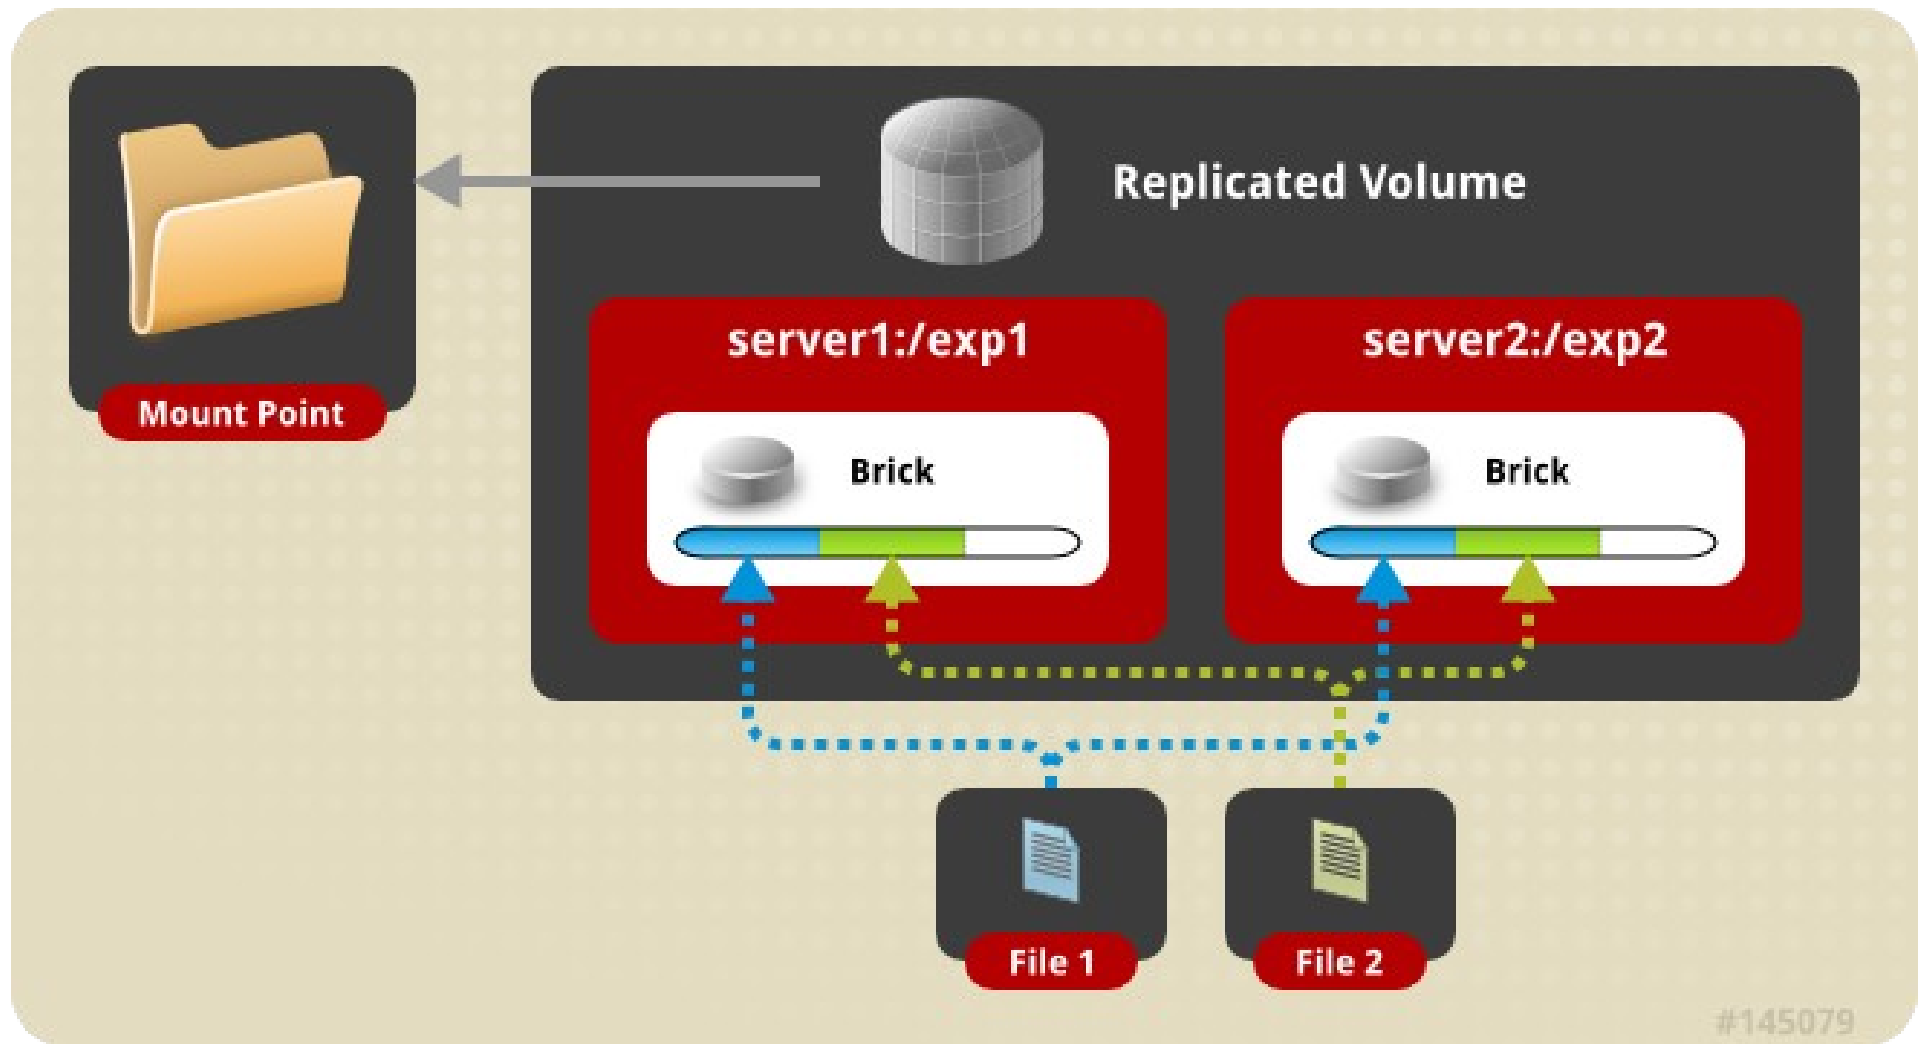 Replicated Volume
server1:/exp1
server2:/exp2
Mount Point
Brick
Brick
File 1
File 2
#145079